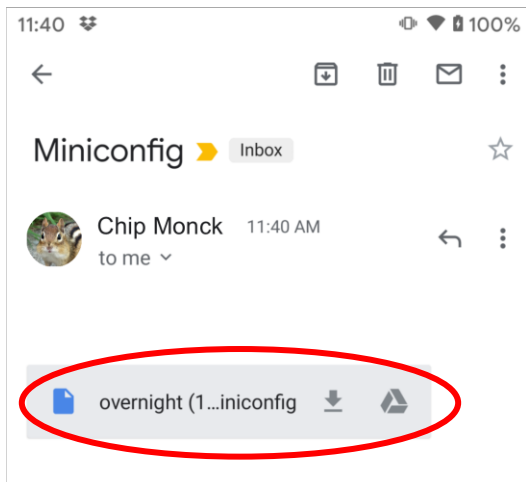 11:40 100%
Miniconfig Inbox
Chip Monck 11:40 AM
to me
overnight (1...iniconfig